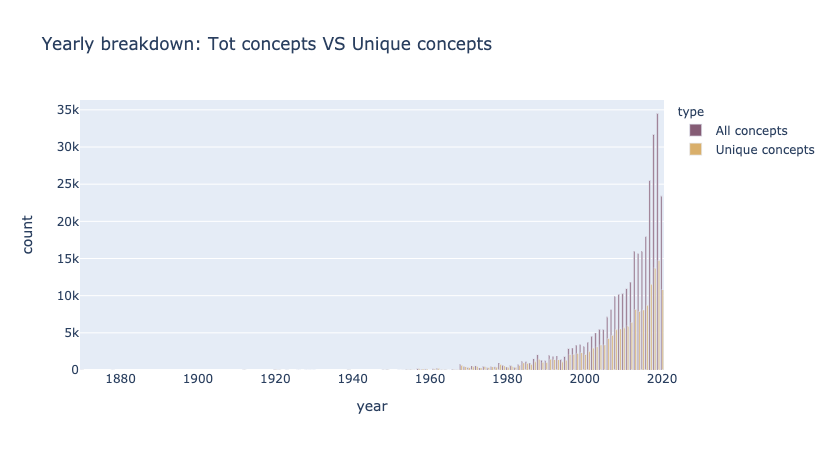 Yearly breakdown: Tot concepts VS Unique concepts
type
All concepts
Unique concepts
35k
30k
25k
20k
15k
10k
5k
0
count
1880 1900 1920 1940 1960 1980 2000 2020
year